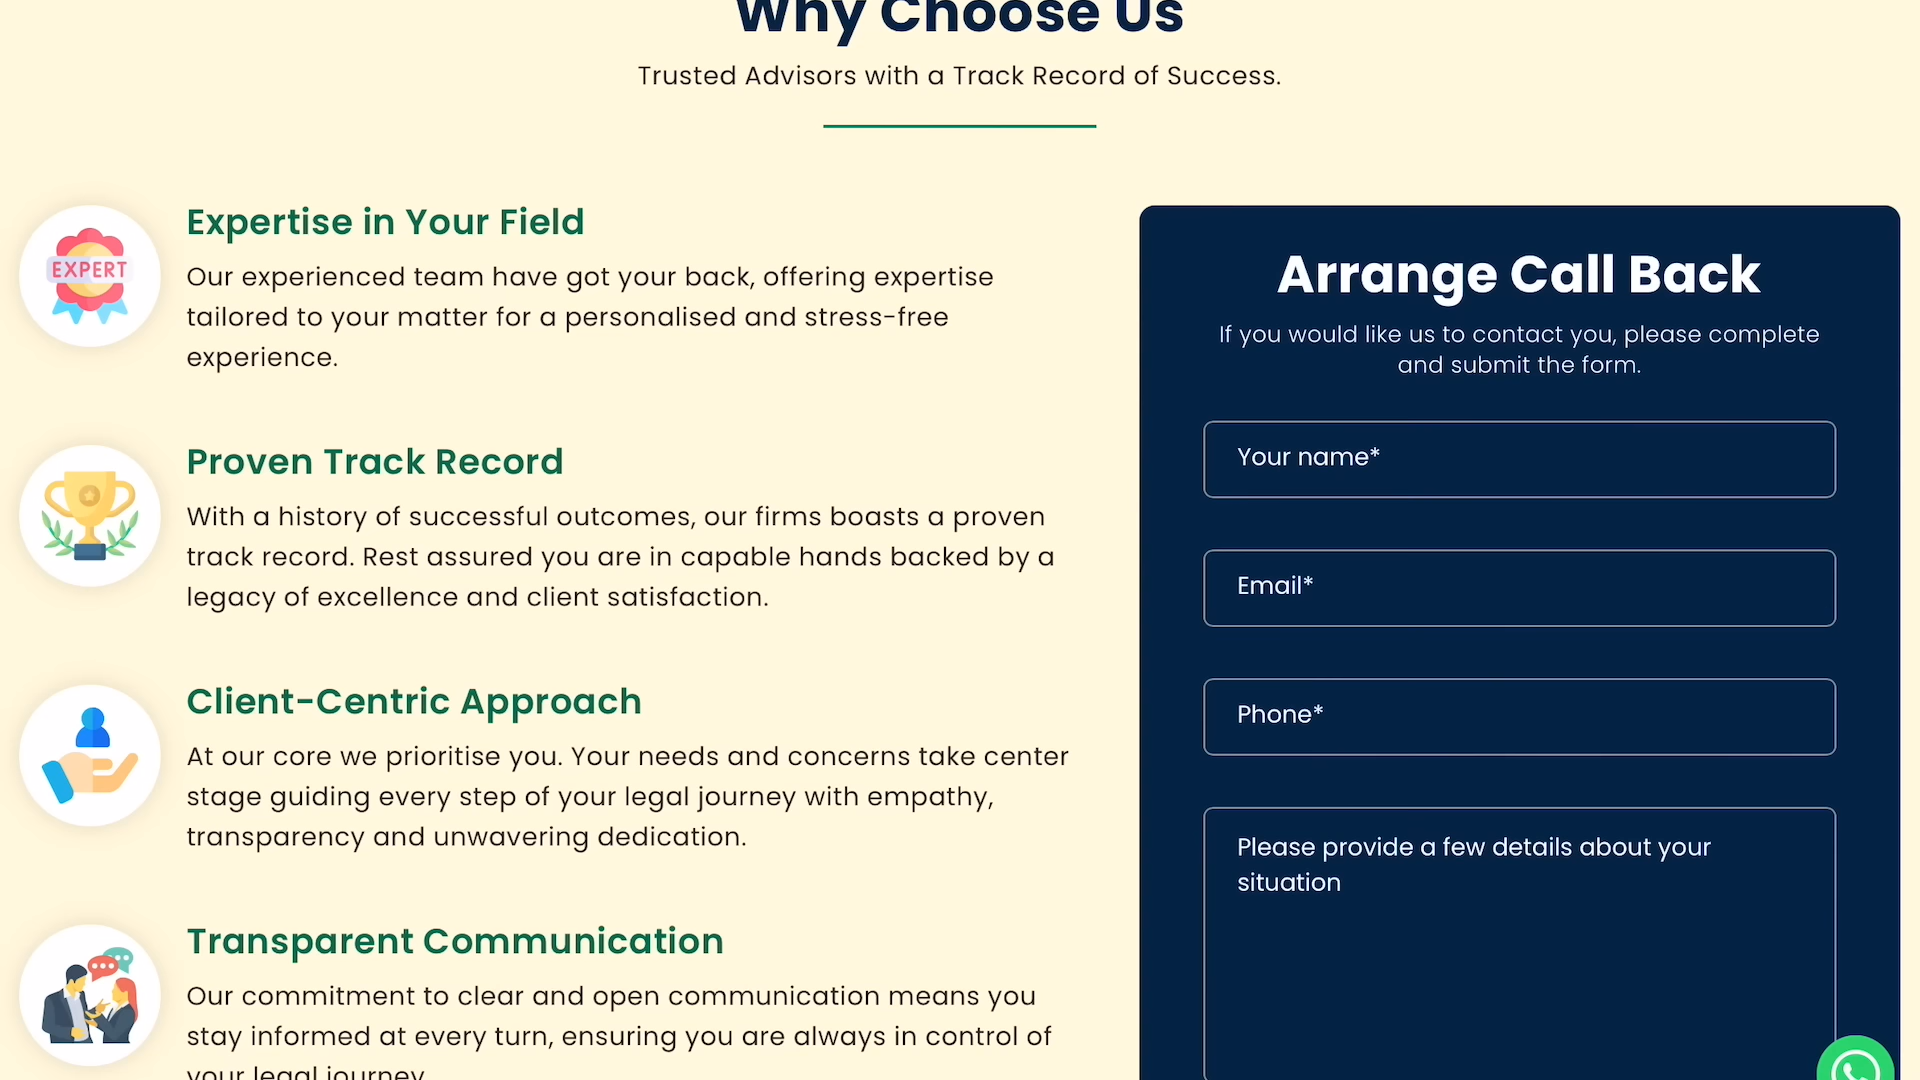 Why Choose Us
Trusted Advisors with a Track Record of Success.
EXPERT
Expertise in Your Field
Our experienced team have got your back, offering expertise
tailored to your matter for a personalised and stress-free
experience.
Proven Track Record
With a history of successful outcomes, our firms boasts a proven
track record. Rest assured you are in capable hands backed by a
legacy of excellence and client satisfaction.
Client-Centric Approach
At our core we prioritise you. Your needs and concerns take center
stage guiding every step of your legal journey with empathy,
transparency and unwavering dedication.
Transparent Communication
Our commitment to clear and open communication means you
stay informed at every turn, ensuring you are always in control of
your legal journey.
Arrange Call Back
If you would like us to contact you, please complete
and submit the form.
Your name*
Email*
Phone*
Please provide a few details about your
situation